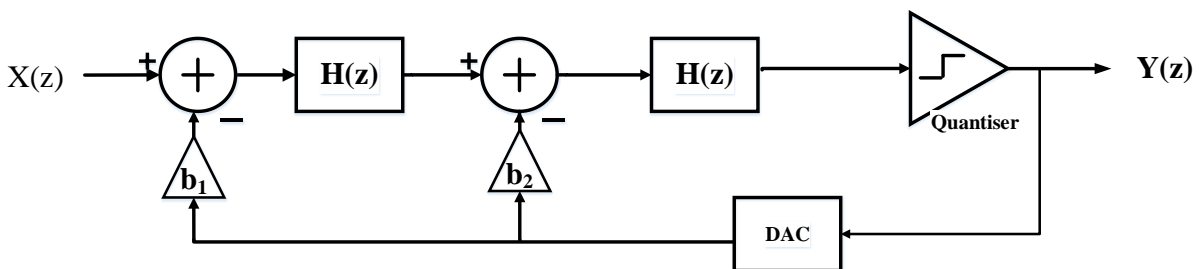 X(z)
+
+
−
H(z)
+
+
−
H(z)
Quantiser
Y(z)
b₁
b₂
DAC